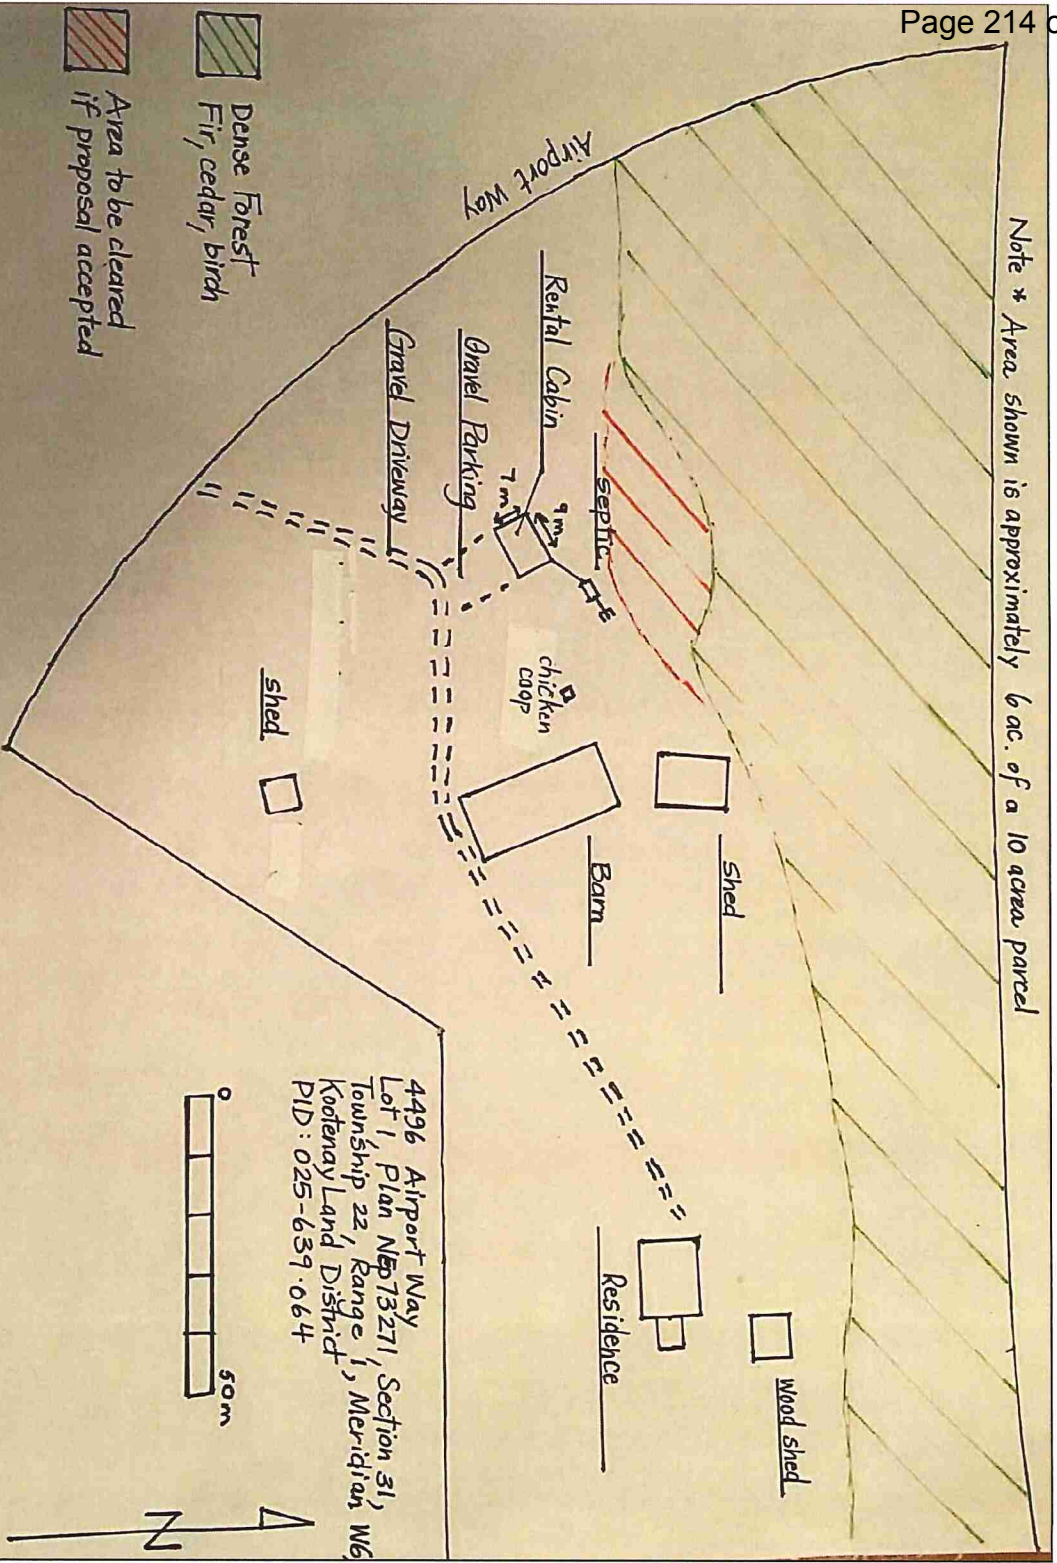 Page 214 o
Note * Area shown is approximately 6 ac. of a 10 acrea parcel
Dense Forest
Fir, cedar, birch
Area to be cleared
if proposal accepted
Airport Way
Rental Cabin
Gravel Parking
Gravel Driveway
septic
9m
7m
chicken
coop
shed
Shed
Barn
Residence
Wood shed
4496 Airport Way
Lot 1, Plan NEP73271, Section 31,
Township 22, Range 1, Meridian W6,
Kootenay Land District,
PID: 025-639-064
0
50m
N